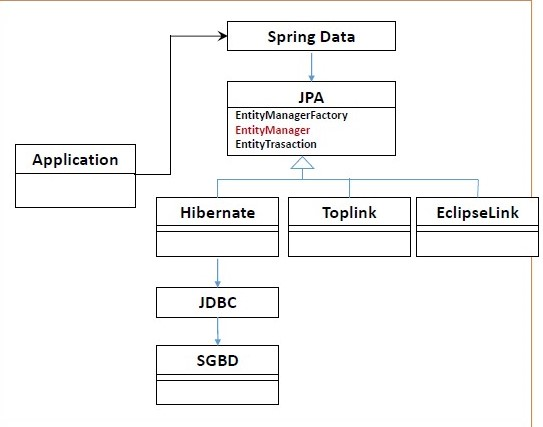 Spring Data
JPA
EntityManagerFactory
EntityManager
EntityTrasaction
Application
Hibernate
Toplink
EclipseLink
JDBC
SGBD